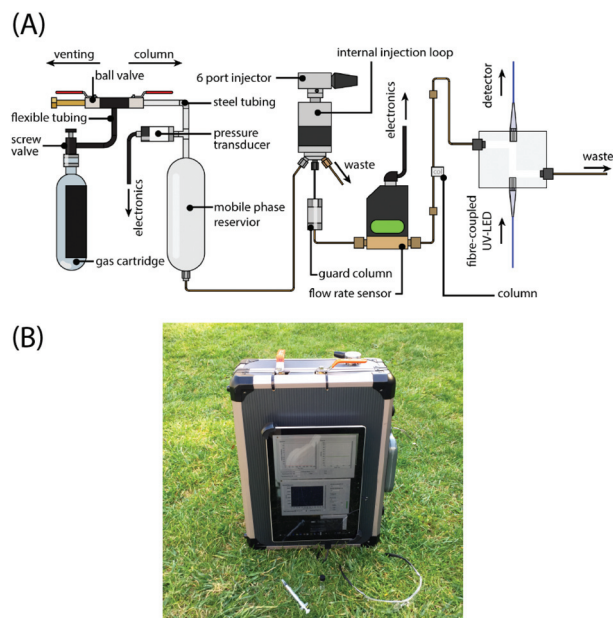 (A)
venting
column
ball valve
flexible tubing
screw
valve
steel tubing
pressure
transducer
electronics
mobile phase
reservior
gas cartridge
6 port injector
internal injection loop
waste
electronics
guard column
flow rate sensor
column
detector
fibre-coupled
UV-LED
waste
(B)